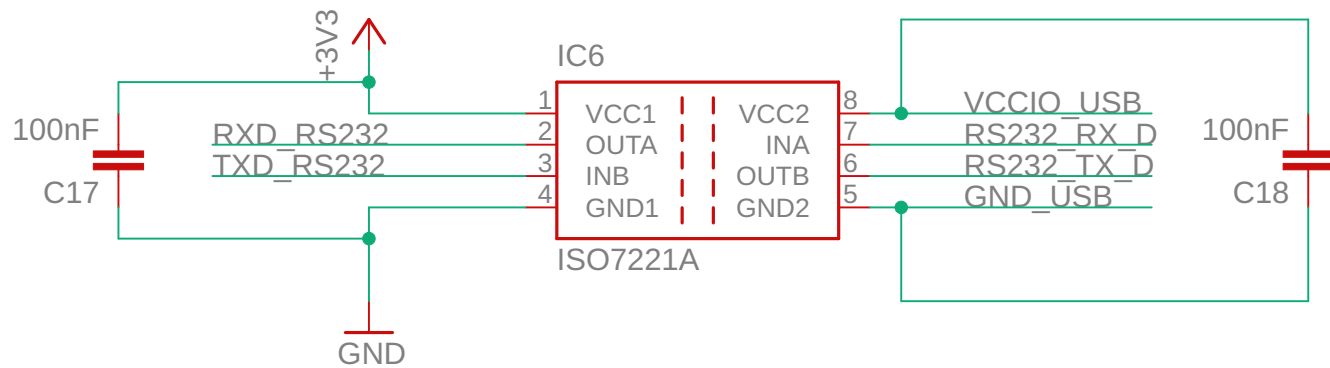 +3V3
IC6
100nF
C17
RXD_RS232
TXD_RS232
1 VCC1 VCC2 8
2 OUTA INA 7
3 INB OUTB 6
4 GND1 GND2 5
VCCIO_USB
RS232_RX_D
RS232_TX_D
GND_USB
100nF
C18
ISO7221A
GND